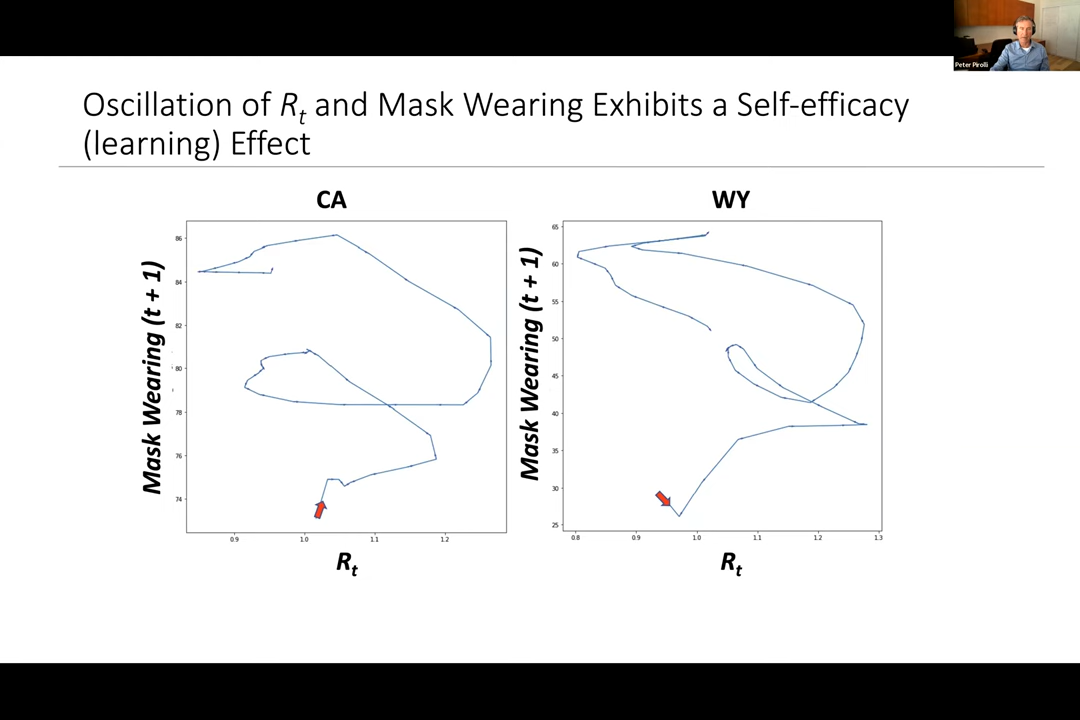 Peter Pirolli
Oscillation of Rt and Mask Wearing Exhibits a Self-efficacy
(learning) Effect
CA
WY
Mask Wearing (t + 1)
86
84
82
80
78
76
74
0.9 1.0 1.1 1.2
Rt
Mask Wearing (t + 1)
65
60
55
50
45
40
35
30
25
0.8 0.9 1.0 1.1 1.2 1.3
Rt